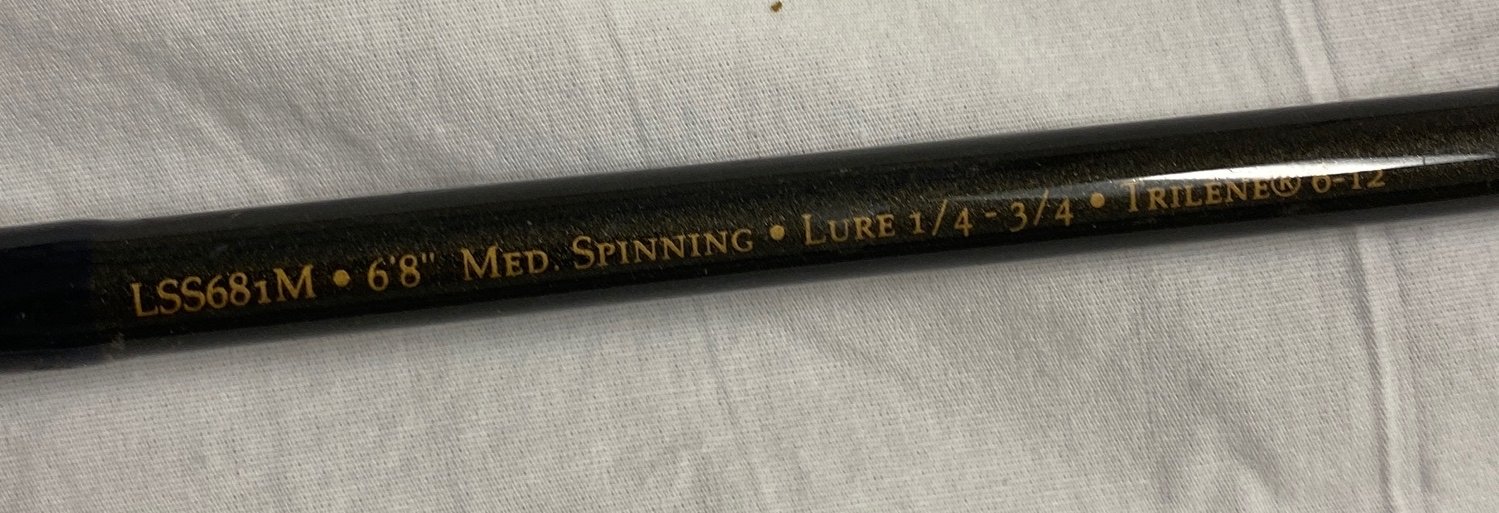 LSS681M • 6'8" Med. Spinning • Lure 1/4 - 3/4 • Trilene® 6-12